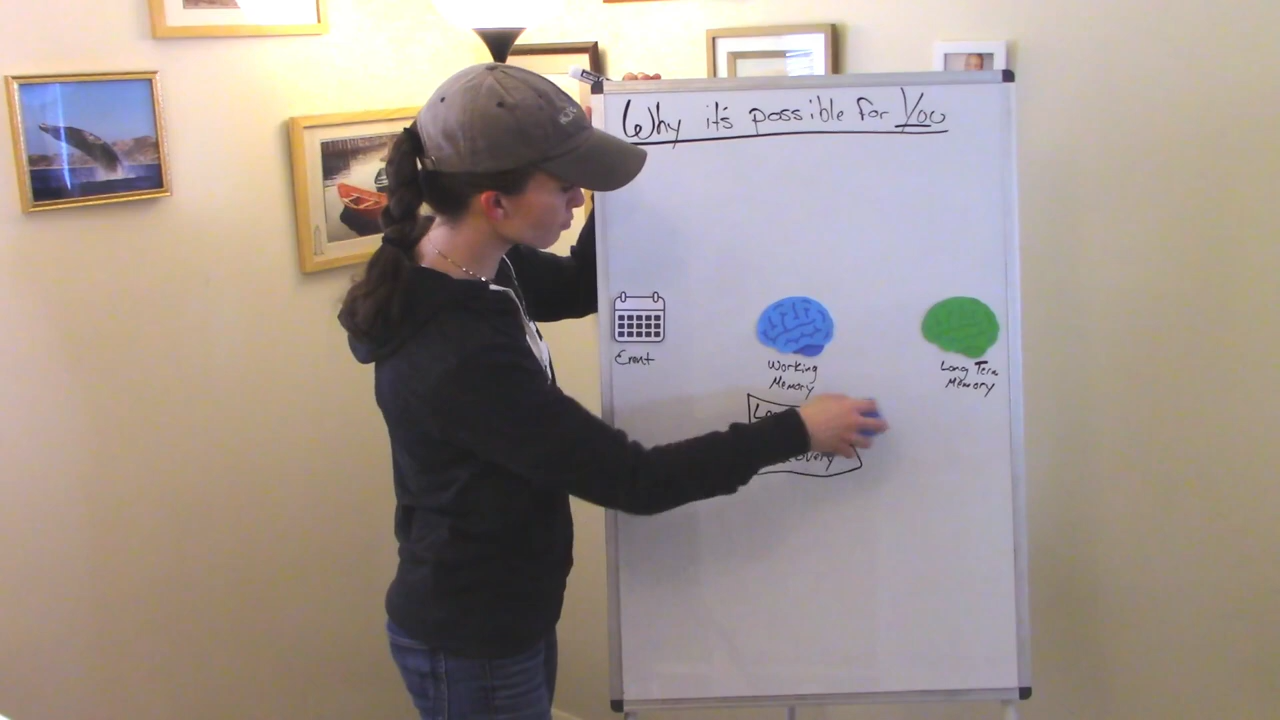 Why it's possible for You
Event
Working
Memory
Long Term
Memory